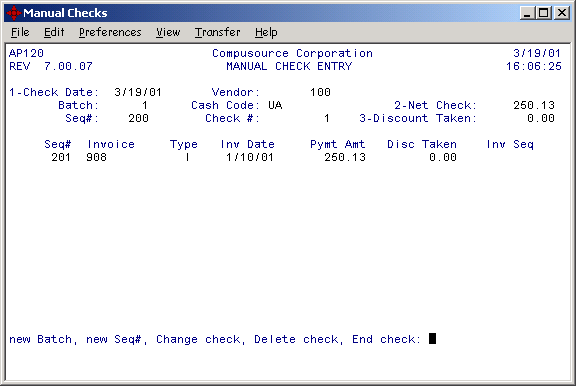 Manual Checks
File Edit Preferences View Transfer Help
AP120 Compusource Corporation 3/19/01
REV 7.00.07 MANUAL CHECK ENTRY 16:06:25
1-Check Date: 3/19/01 Vendor: 100
Batch: 1 Cash Code: UA 2-Net Check: 250.13
Seq#: 200 Check #: 1 3-Discount Taken: 0.00
Seq# Invoice Type Inv Date Pymt Amt Disc Taken Inv Seq
201 908 I 1/10/01 250.13 0.00
new Batch, new Seq#, Change check, Delete check, End check: